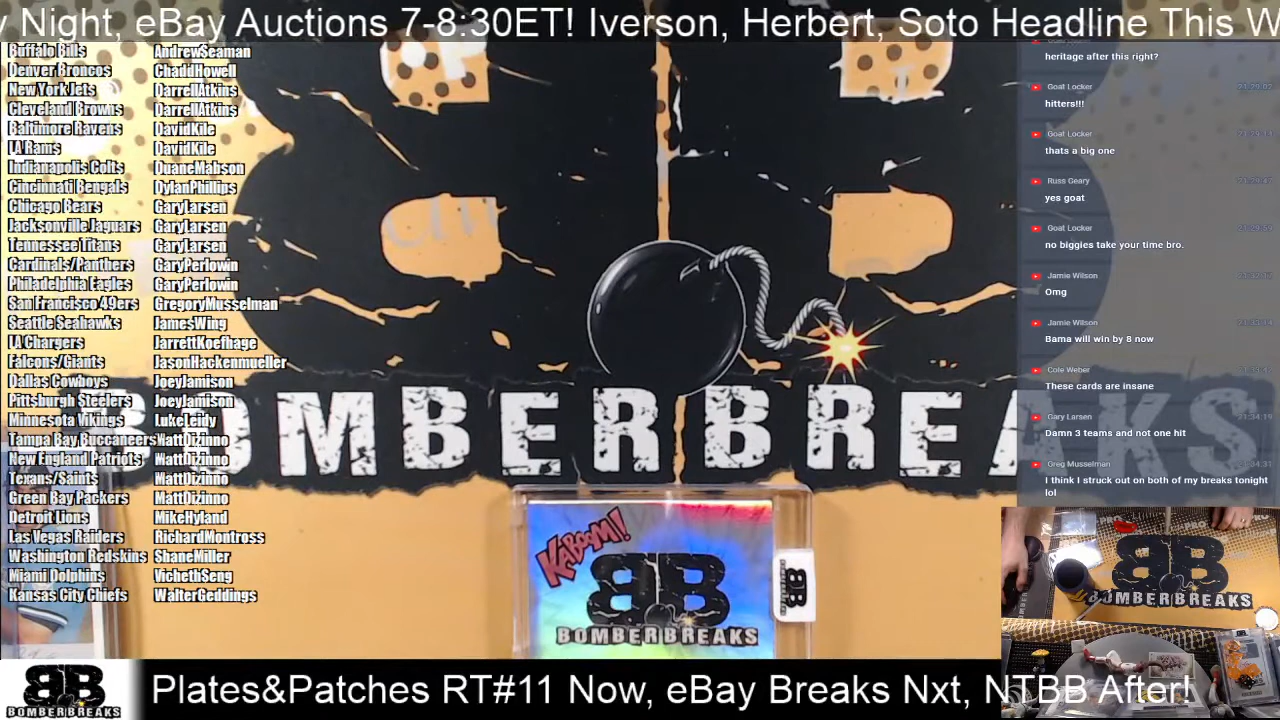 y Night, eBay Auctions 7-8:30ET! Iverson, Herbert, Soto Headline This W
Buffalo Bills AndrewSeaman
Denver Broncos ChaddHowell
New York Jets DarrellAtkins
Cleveland Browns DarrellAtkins
Baltimore Ravens DavidKile
LA Rams DavidKile
Indianapolis Colts DuaneMabson
Cincinnati Bengals DylanPhillips
Chicago Bears GaryLarsen
Jacksonville Jaguars GaryLarsen
Tennessee Titans GaryLarsen
Cardinals/Panthers GaryPerlowin
Philadelphia Eagles GaryPerlowin
San Francisco 49ers GregoryMusselman
Seattle Seahawks JamesWing
LA Chargers JarrettKoefhage
Falcons/Giants JasonHackenmueller
Dallas Cowboys JoeyJamison
Pittsburgh Steelers JoeyJamison
Minnesota Vikings LukeLeidy
Tampa Bay Buccaneers MattDizinno
New England Patriots MattDizinno
Texans/Saints MattDizinno
Green Bay Packers MattDizinno
Detroit Lions MikeHyland
Las Vegas Raiders RichardMontross
Washington Redskins ShaneMiller
Miami Dolphins VichethSeng
Kansas City Chiefs WalterGeddings
BOMBERBREAKS
KABOOM!
BB
BOMBERBREAKS
BB
heritage after this right?
Goat Locker
hitters!!!
Goat Locker
thats a big one
Russ Geary
yes goat
Goat Locker
no biggies take your time bro.
Jamie Wilson
Omg
Jamie Wilson
Bama will win by 8 now
Cole Weber
These cards are insane
Gary Larsen
Damn 3 teams and not one hit
Greg Musselman
I think I struck out on both of my breaks tonight
lol
BB
BOMBERBREAKS
BB
BOMBERBREAKS
Plates&Patches RT#11 Now, eBay Breaks Nxt, NTBB After!